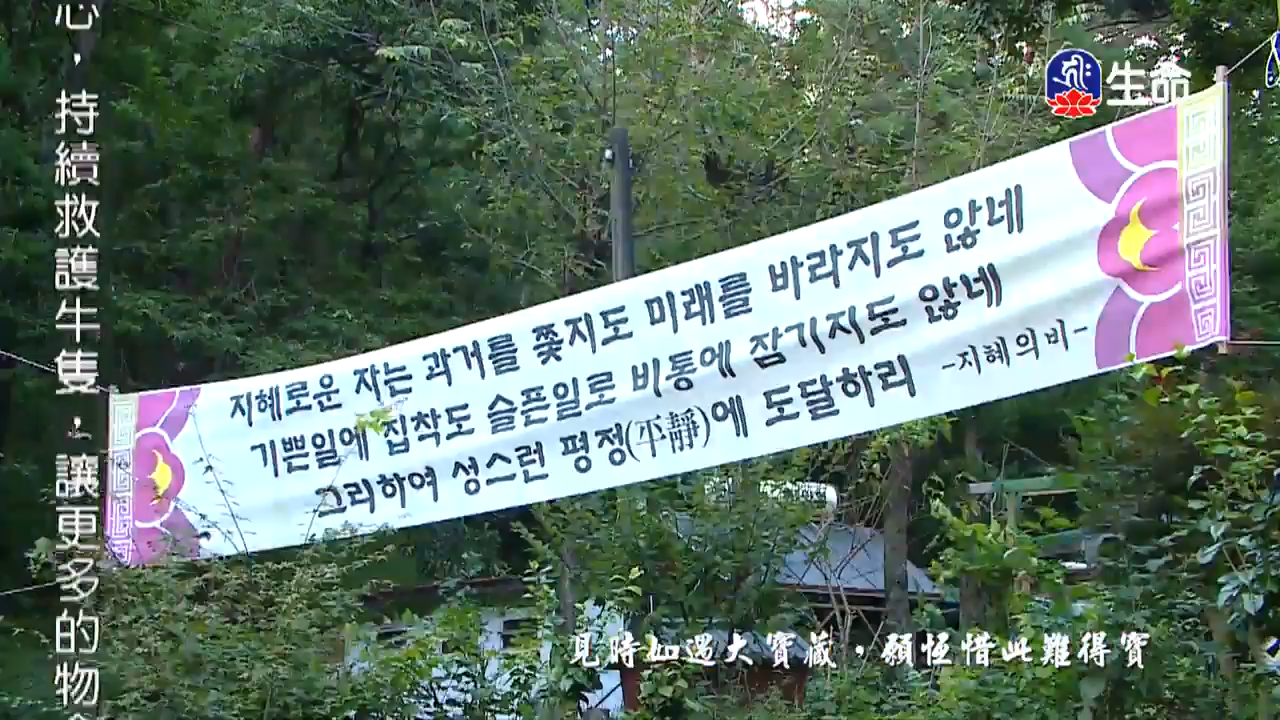 心，持續救護牛隻，讓更多的物
生命
지혜로운 자는 과거를 쫓지도 미래를 바라지도 않네
기쁜일에 집착도 슬픈일로 비통에 잠기지도 않네
그리하여 성스런 평정(平靜)에 도달하리 -지혜의비-
見時如遇大寶藏，願恆惜此難得寶